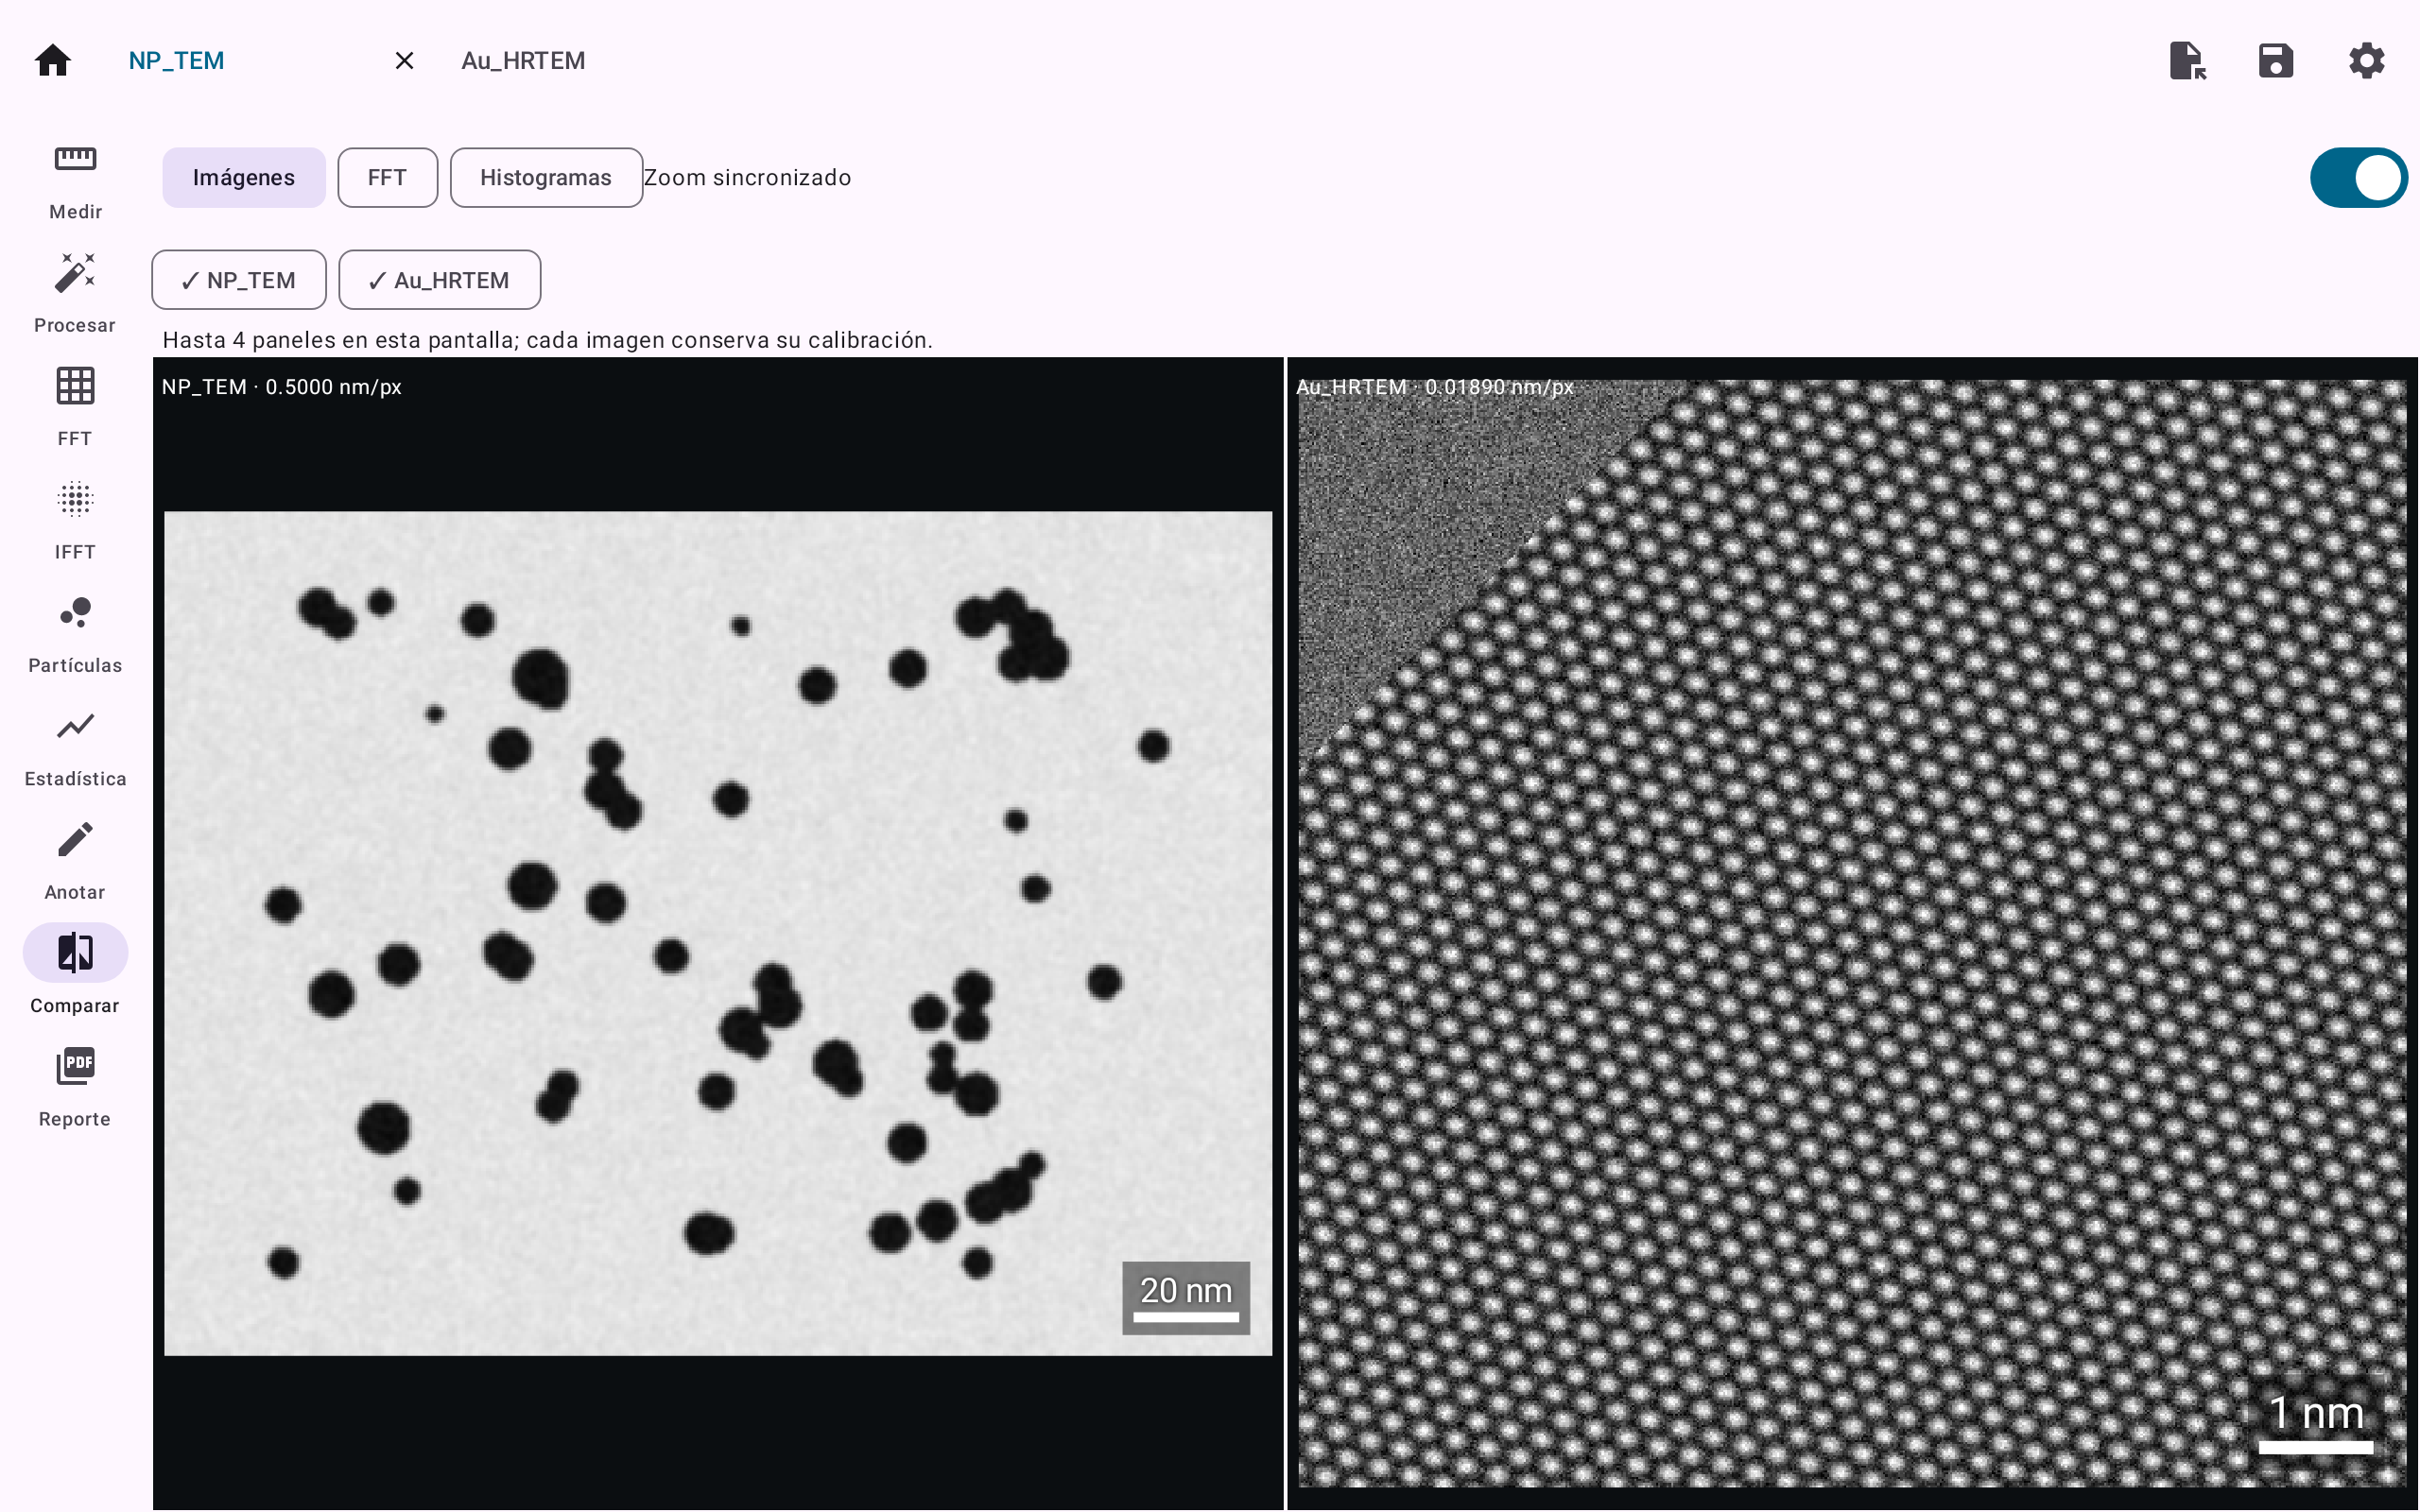 NP_TEM
Au_HRTEM
Medir
Procesar
FFT
IFFT
Partículas
Estadística
Anotar
Comparar
PDF
Reporte
Imágenes
FFT
Histogramas
Zoom sincronizado
✓ NP_TEM
✓ Au_HRTEM
Hasta 4 paneles en esta pantalla; cada imagen conserva su calibración.
NP_TEM · 0.5000 nm/px
20 nm
Au_HRTEM · 0.01890 nm/px
1 nm